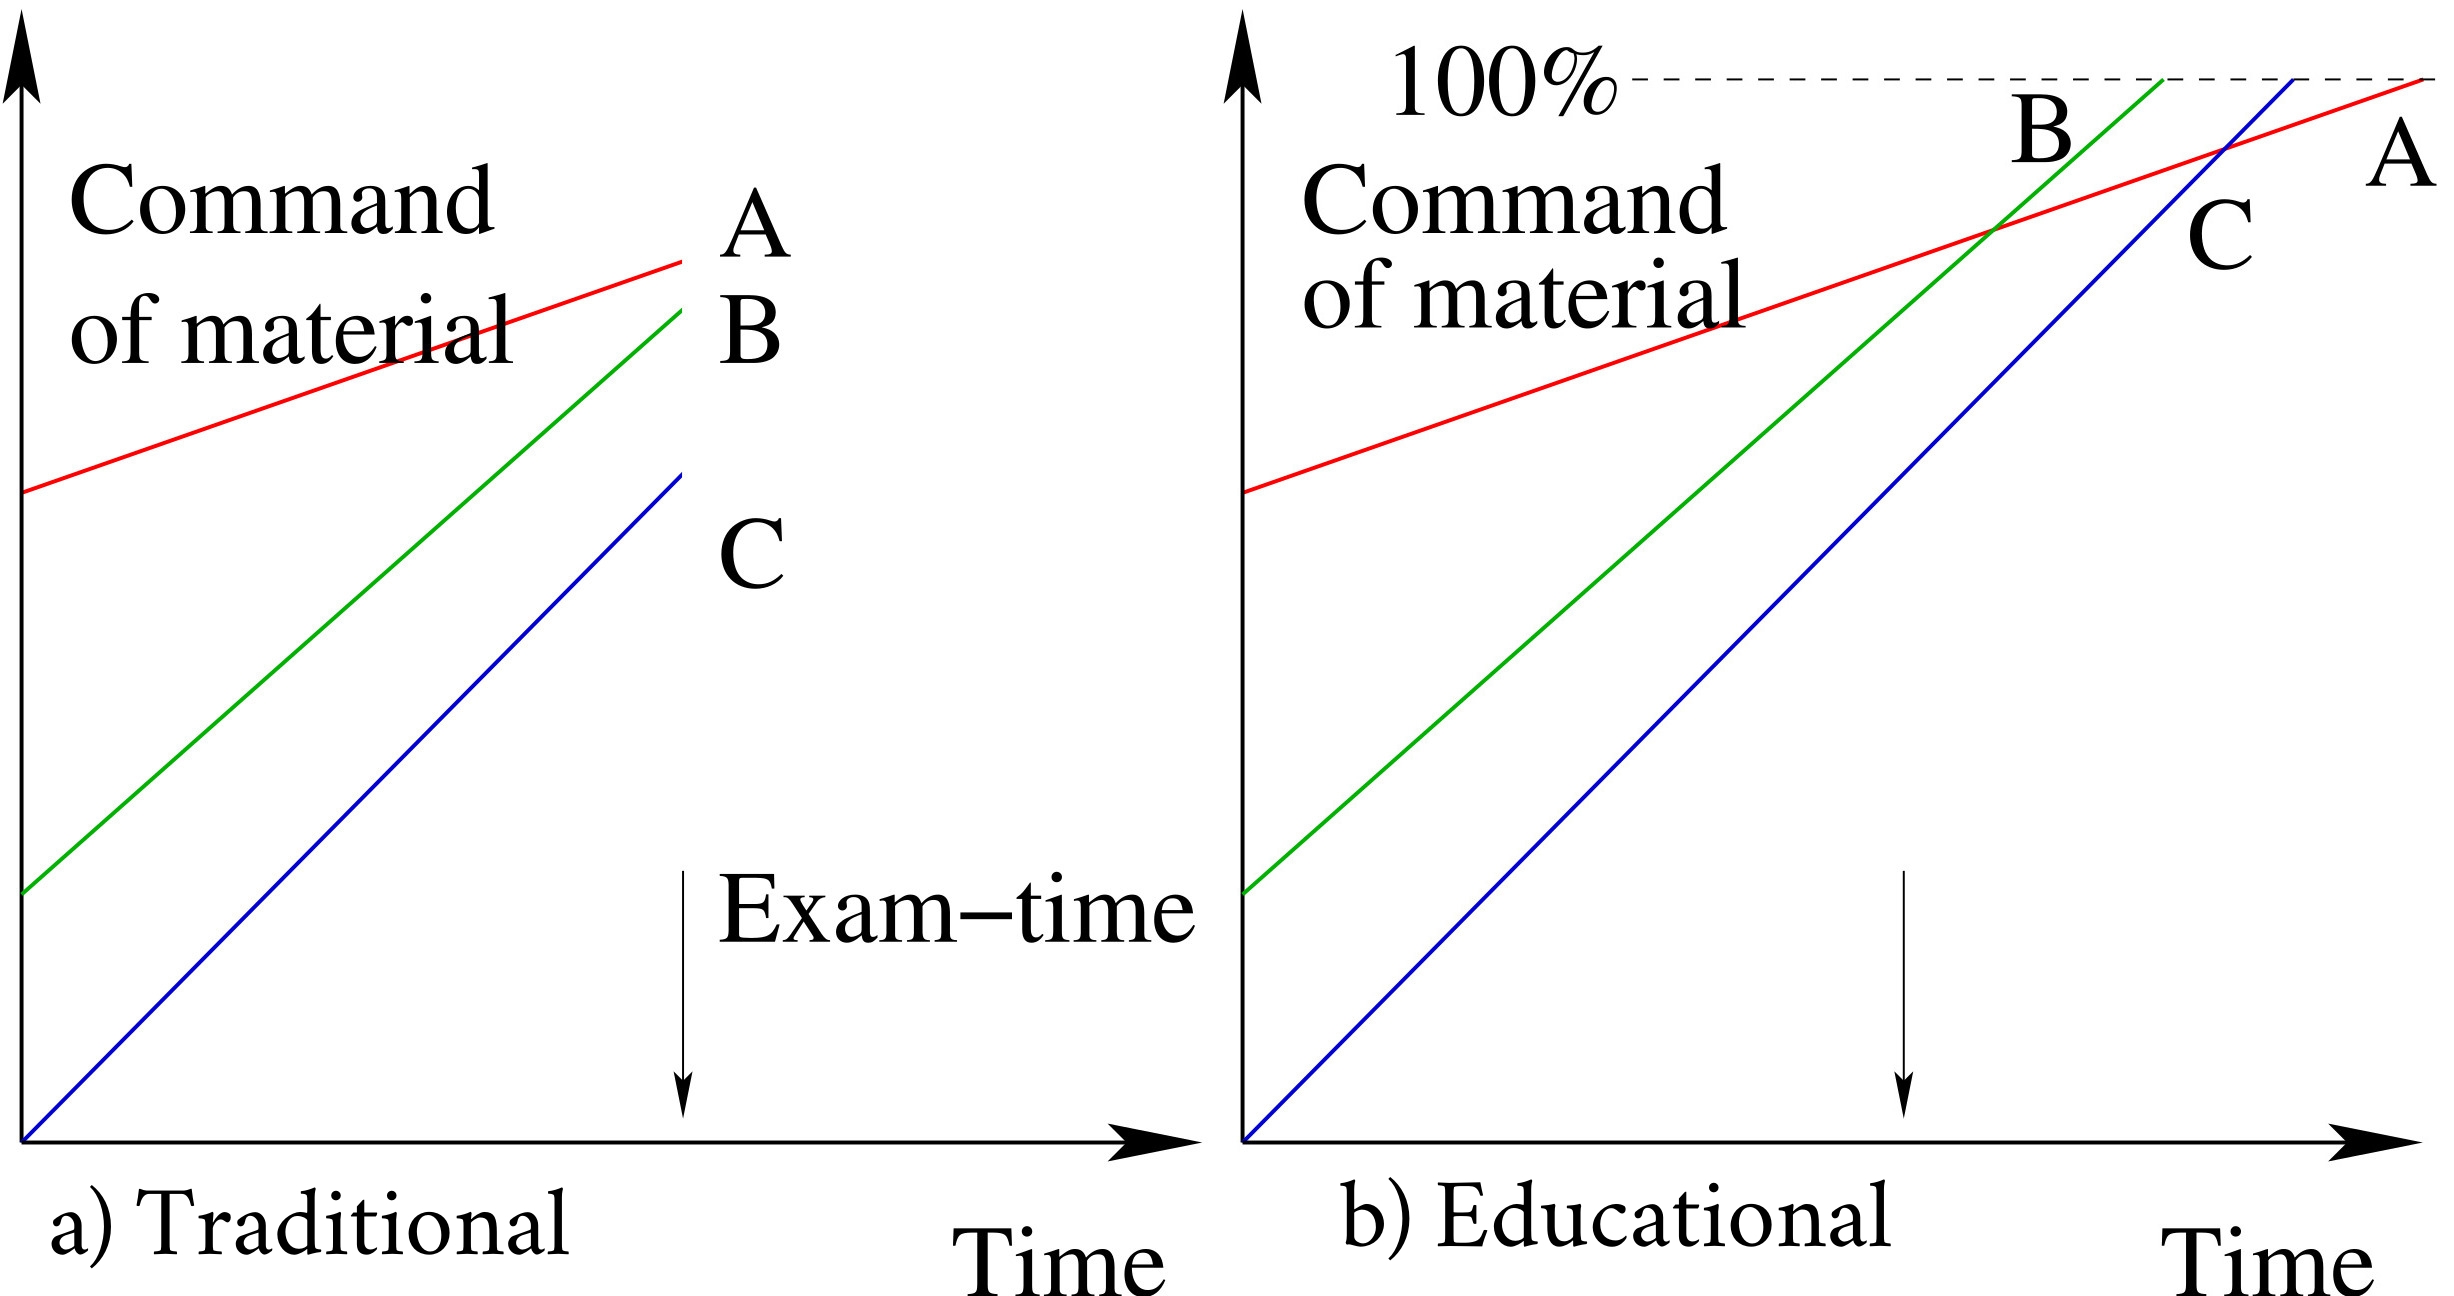 Command
of material
A
B
C
Exam−time
a) Traditional
Time
100%
Command
of material
B
A
C
b) Educational
Time